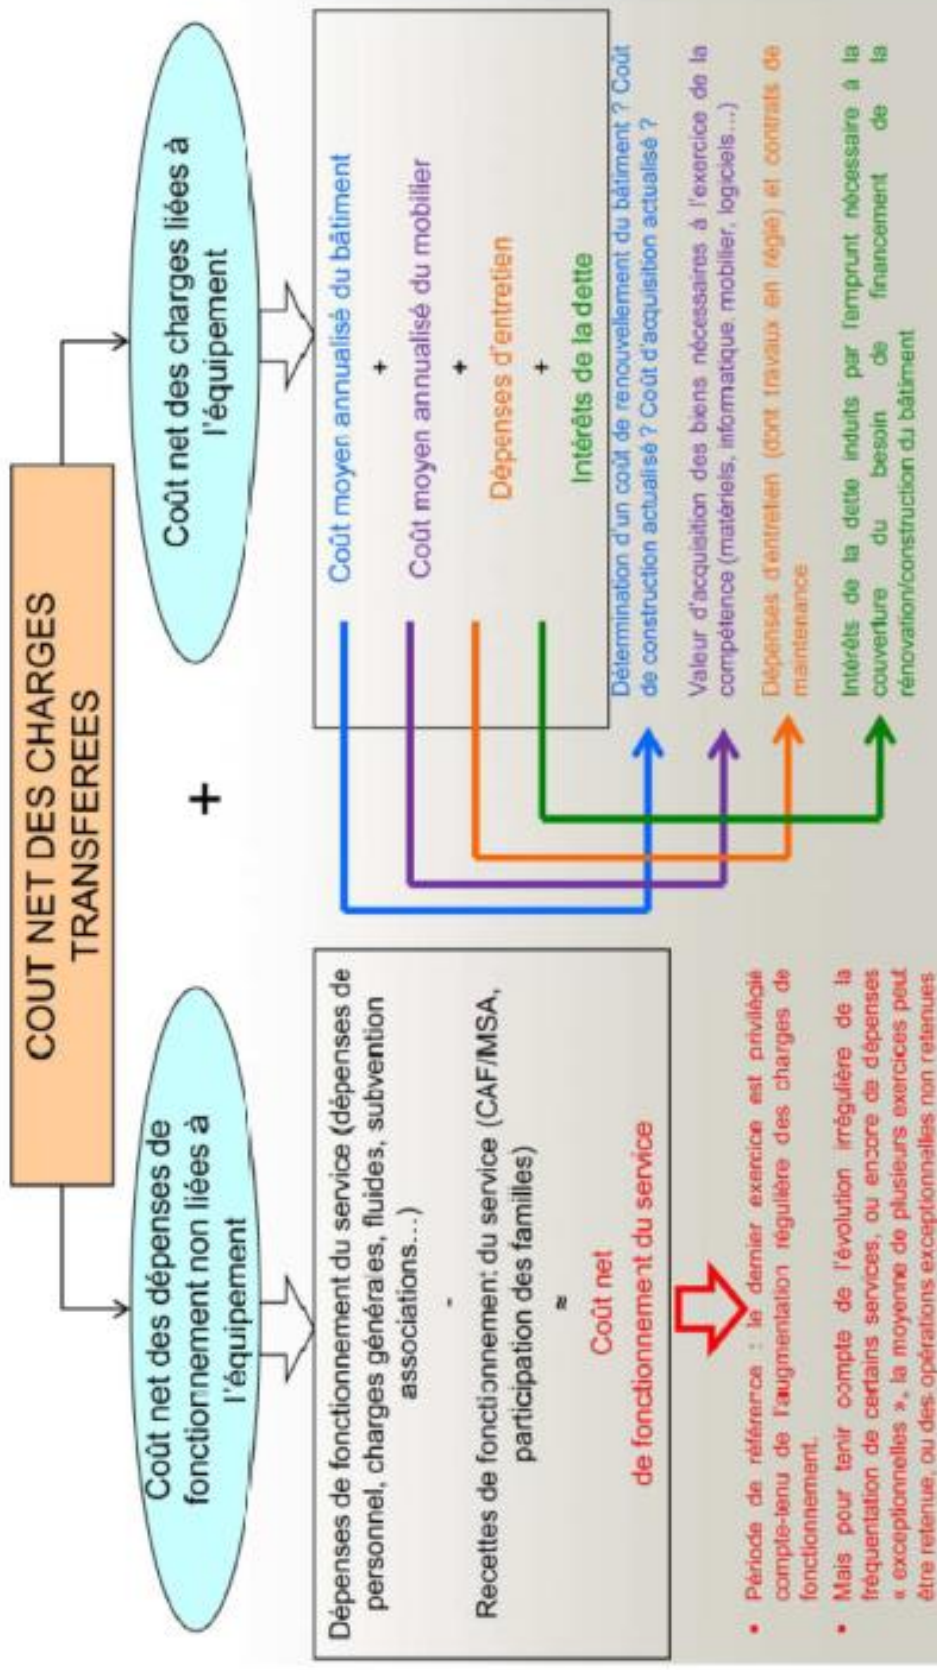 COUT NET DES CHARGES
TRANSFEREES
Coût net des dépenses de
fonctionnement non liées à
l'équipement
+
Coût net des charges liées à
l'équipement
Dépenses de fonctionnement du service (dépenses de
personnel, charges générales, fluides, subvention
associations…)
-
Recettes de fonctionnement du service (CAF/MSA,
participation des familles)
≈
Coût net
de fonctionnement du service
• Période de référence : le dernier exercice est privilégié
compte-tenu de l'augmentation régulière des charges de
fonctionnement.
• Mais pour tenir compte de l'évolution irrégulière de la
fréquentation de certains services, ou encore de dépenses
« exceptionnelles », la moyenne de plusieurs exercices peut
être retenue, ou des opérations exceptionnelles non retenues
Coût moyen annualisé du bâtiment
+
Coût moyen annualisé du mobilier
+
Dépenses d'entretien
+
Intérêts de la dette
Détermination d'un coût de renouvellement du bâtiment ? Coût
de construction actualisé ? Coût d'acquisition actualisé ?
Valeur d'acquisition des biens nécessaires à l'exercice de la
compétence (matériels, informatique, mobilier, logiciels…)
Dépenses d'entretien (dont travaux en régie) et contrats de
maintenance
Intérêts de la dette induits par l'emprunt nécessaire à la
couverture du besoin de financement de la
rénovation/construction du bâtiment